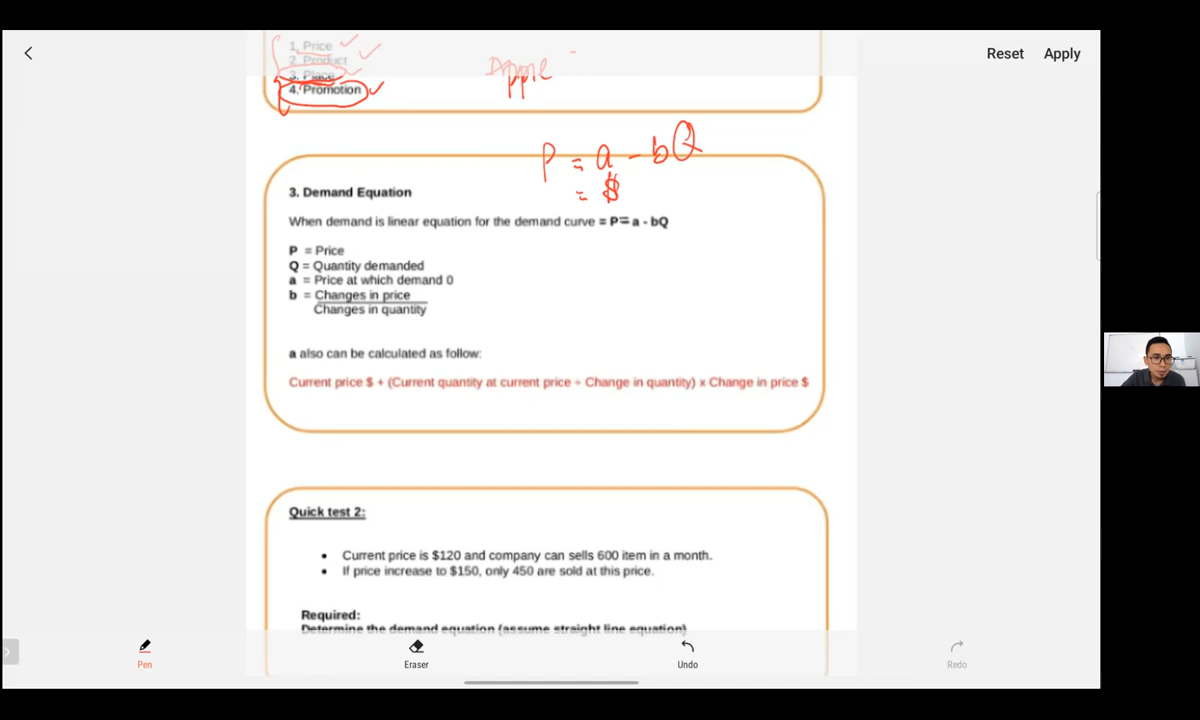 Reset Apply
1. Price
2. Product
3. Place
4. Promotion
Apple
P = a - bQ
= $
3. Demand Equation
When demand is linear equation for the demand curve = P = a - bQ
P = Price
Q = Quantity demanded
a = Price at which demand 0
b = Changes in price
Changes in quantity
a also can be calculated as follow:
Current price $ + (Current quantity at current price ÷ Change in quantity) x Change in price $
Quick test 2:
• Current price is $120 and company can sells 600 item in a month.
• If price increase to $150, only 450 are sold at this price.
Required:
Determine the demand equation (assume straight line equation)
Pen Eraser Undo Redo